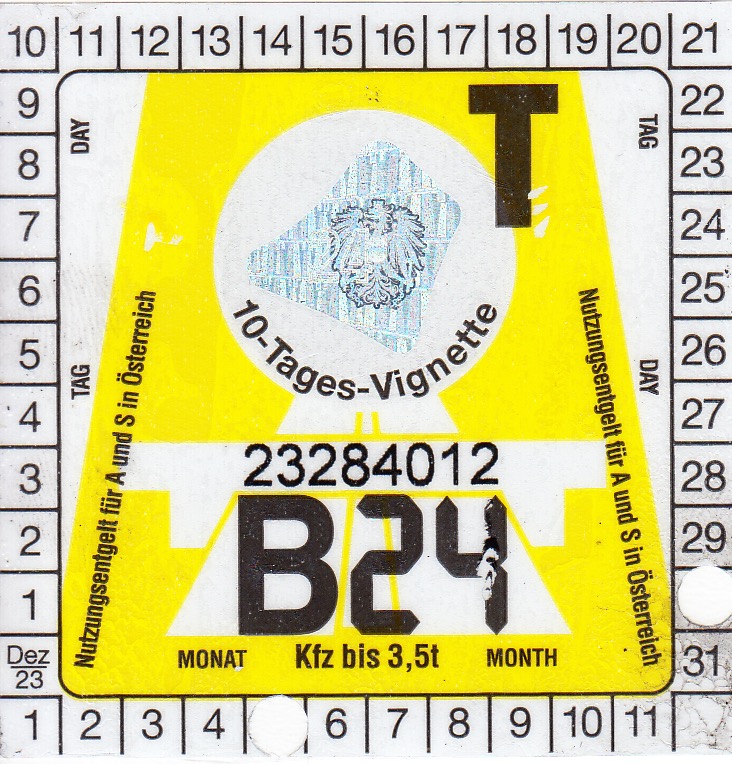 10 11 12 13 14 15 16 17 18 19 20 21
9 22
8 23
7 24
6 25
5 26
4 27
3 28
2 29
1
Dez
23
31
1 2 3 4 6 7 8 9 10 11
DAY
TAG
T
TAG
DAY
10-Tages-Vignette
Nutzungsentgelt für A und S in Österreich
Nutzungsentgelt für A und S in Österreich
23284012
B24
MONAT Kfz bis 3,5t MONTH